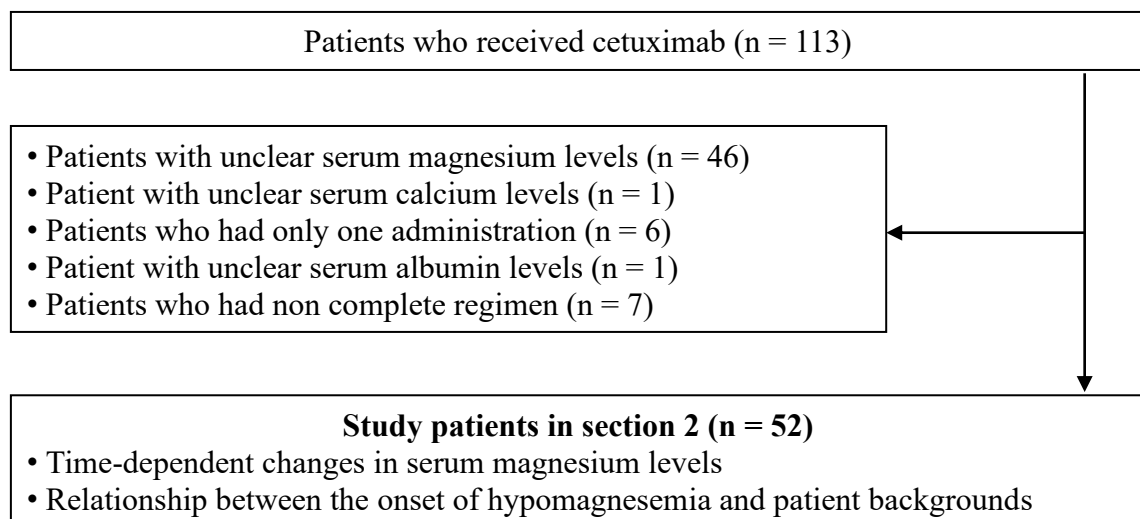 Patients who received cetuximab (n = 113)
• Patients with unclear serum magnesium levels (n = 46)
• Patient with unclear serum calcium levels (n = 1)
• Patients who had only one administration (n = 6)
• Patient with unclear serum albumin levels (n = 1)
• Patients who had non complete regimen (n = 7)
Study patients in section 2 (n = 52)
• Time-dependent changes in serum magnesium levels
• Relationship between the onset of hypomagnesemia and patient backgrounds